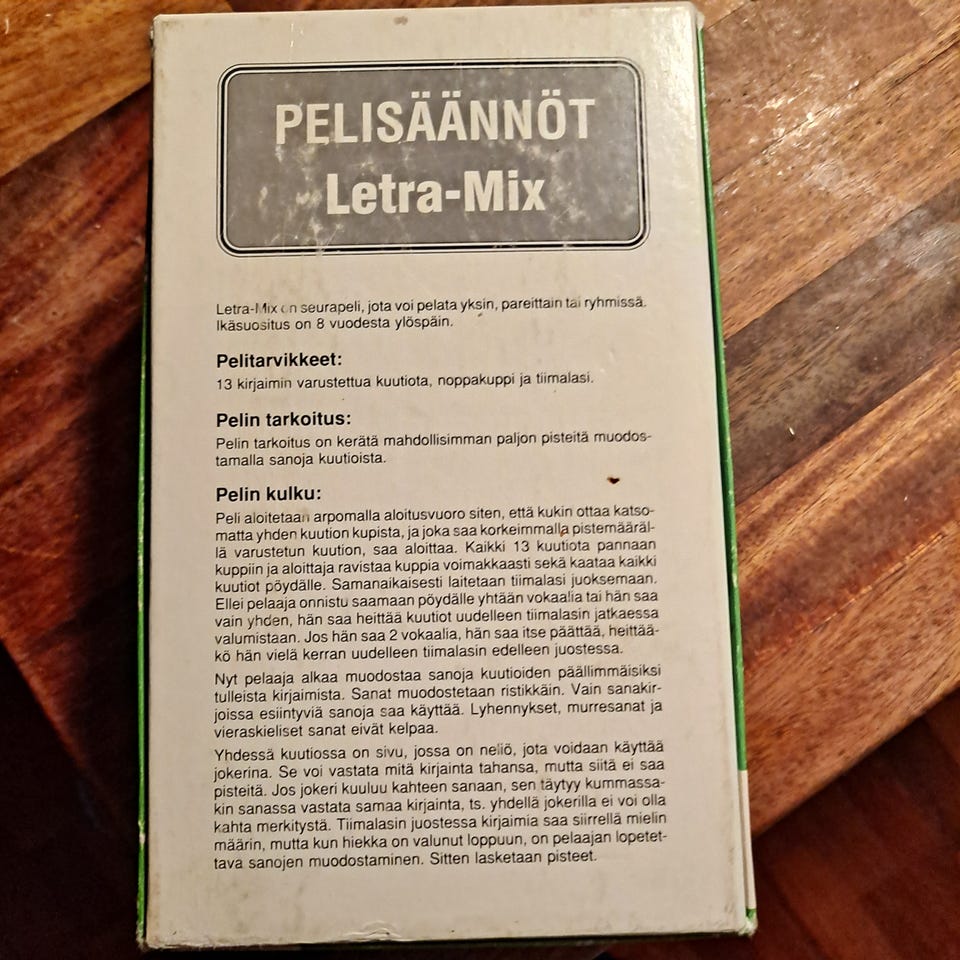 PELISÄÄNNÖT
Letra-Mix
Letra-Mix on seurapeli, jota voi pelata yksin, pareittain tai ryhmissä.
Ikäsuositus on 8 vuodesta ylöspäin.
Pelitarvikkeet:
13 kirjaimin varustettua kuutiota, noppakuppi ja tiimalasi.
Pelin tarkoitus:
Pelin tarkoitus on kerätä mahdollisimman paljon pisteitä muodos-
tamalla sanoja kuutioista.
Pelin kulku:
Peli aloitetaan arpomalla aloitusvuoro siten, että kukin ottaa katso-
matta yhden kuution kupista, ja joka saa korkeimmalla pistemääräl-
lä varustetun kuution, saa aloittaa. Kaikki 13 kuutiota pannaan
kuppiin ja aloittaja ravistaa kuppia voimakkaasti sekä kaataa kaikki
kuutiot pöydälle. Samanaikaisesti laitetaan tiimalasi juoksemaan.
Ellei pelaaja onnistu saamaan pöydälle yhtään vokaalia tai hän saa
vain yhden, hän saa heittää kuutiot uudelleen tiimalasin jatkaessa
valumistaan. Jos hän saa 2 vokaalia, hän saa itse päättää, heittää-
kö hän vielä kerran uudelleen tiimalasin edelleen juostessa.
Nyt pelaaja alkaa muodostaa sanoja kuutioiden päällimmäisiksi
tulleista kirjaimista. Sanat muodostetaan ristikkäin. Vain sanakir-
joissa esiintyviä sanoja saa käyttää. Lyhennykset, murresanat ja
vieraskieliset sanat eivät kelpaa.
Yhdessä kuutiossa on sivu, jossa on neliö, jota voidaan käyttää
jokerina. Se voi vastata mitä kirjainta tahansa, mutta siitä ei saa
pisteitä. Jos jokeri kuuluu kahteen sanaan, sen täytyy kummassa-
kin sanassa vastata samaa kirjainta, ts. yhdellä jokerilla ei voi olla
kahta merkitystä. Tiimalasin juostessa kirjaimia saa siirrellä mielin
määrin, mutta kun hiekka on valunut loppuun, on pelaajan lopetet-
tava sanojen muodostaminen. Sitten lasketaan pisteet.